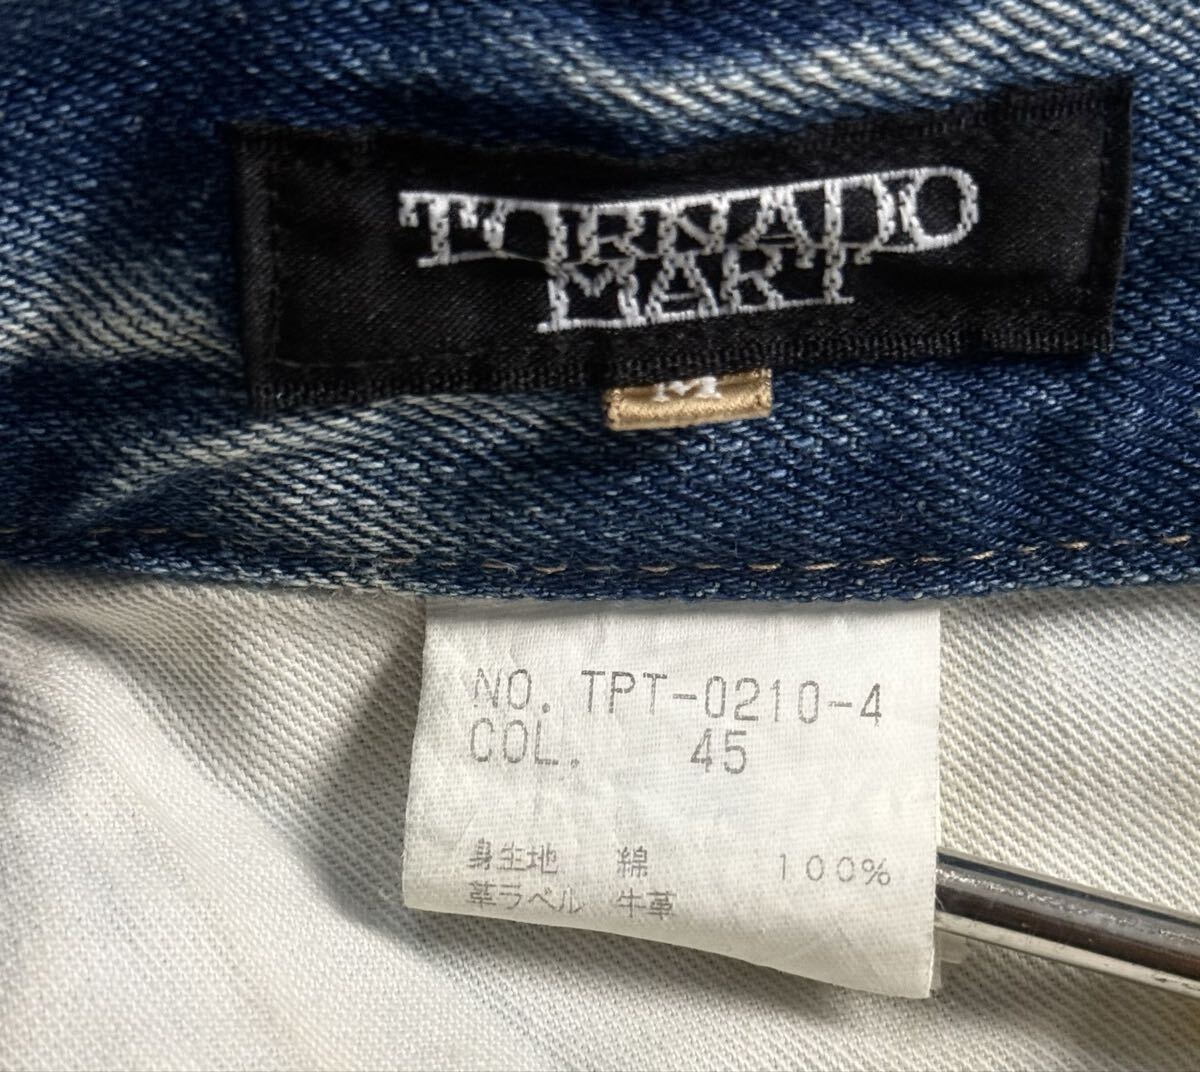 TORNADO
MART
M
NO. TPT-0210-4
COL. 45
身生地 綿 100%
革ラベル 牛革